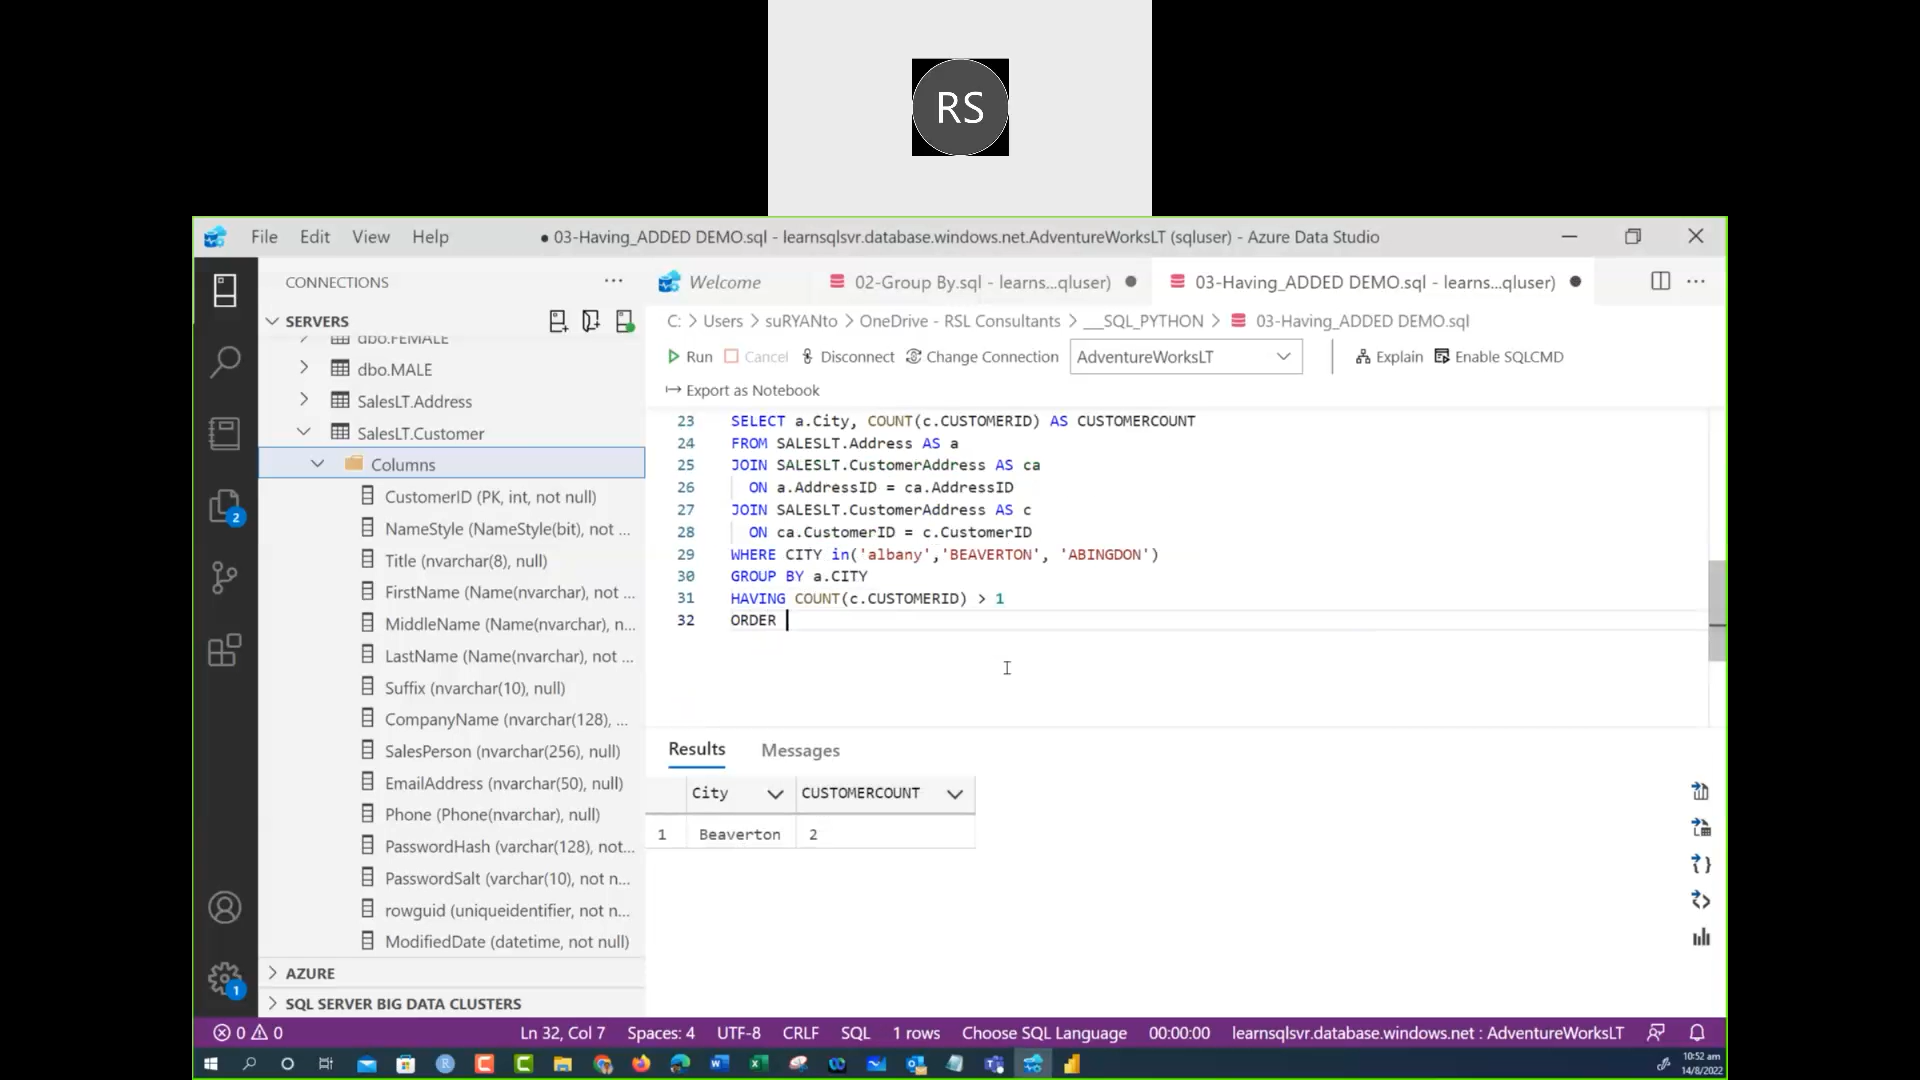 RS
File Edit View Help
● 03-Having_ADDED DEMO.sql - learnsqlsvr.database.windows.net.AdventureWorksLT (sqluser) - Azure Data Studio
CONNECTIONS
Welcome
02-Group By.sql - learns...qluser)
03-Having_ADDED DEMO.sql - learns...qluser)
SERVERS
C: > Users > suRYANto > OneDrive - RSL Consultants > ___SQL_PYTHON > 03-Having_ADDED DEMO.sql
Run Cancel Disconnect Change Connection AdventureWorksLT Explain Enable SQLCMD
Export as Notebook
dbo.FEMALE
dbo.MALE
SalesLT.Address
SalesLT.Customer
Columns
CustomerID (PK, int, not null)
NameStyle (NameStyle(bit), not ...
Title (nvarchar(8), null)
FirstName (Name(nvarchar), not ...
MiddleName (Name(nvarchar), n...
LastName (Name(nvarchar), not ...
Suffix (nvarchar(10), null)
CompanyName (nvarchar(128), ...
SalesPerson (nvarchar(256), null)
EmailAddress (nvarchar(50), null)
Phone (Phone(nvarchar), null)
PasswordHash (varchar(128), not...
PasswordSalt (varchar(10), not n...
rowguid (uniqueidentifier, not n...
ModifiedDate (datetime, not null)
AZURE
SQL SERVER BIG DATA CLUSTERS
2
1
23 SELECT a.City, COUNT(c.CUSTOMERID) AS CUSTOMERCOUNT
24 FROM SALESLT.Address AS a
25 JOIN SALESLT.CustomerAddress AS ca
26 ON a.AddressID = ca.AddressID
27 JOIN SALESLT.CustomerAddress AS c
28 ON ca.CustomerID = c.CustomerID
29 WHERE CITY in('albany','BEAVERTON', 'ABINGDON')
30 GROUP BY a.CITY
31 HAVING COUNT(c.CUSTOMERID) > 1
32 ORDER
Results Messages
City CUSTOMERCOUNT
1 Beaverton 2
0 0 Ln 32, Col 7 Spaces: 4 UTF-8 CRLF SQL 1 rows Choose SQL Language 00:00:00 learnsqlsvr.database.windows.net : AdventureWorksLT
10:52 am
14/8/2022